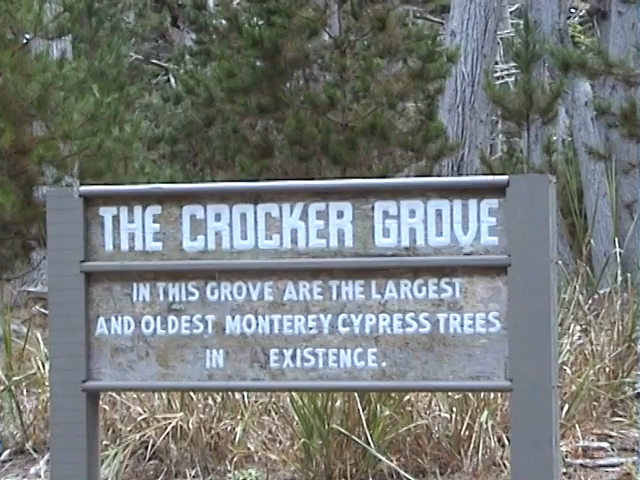 THE CROCKER GROVE
IN THIS GROVE ARE THE LARGEST
AND OLDEST MONTEREY CYPRESS TREES
IN EXISTENCE.